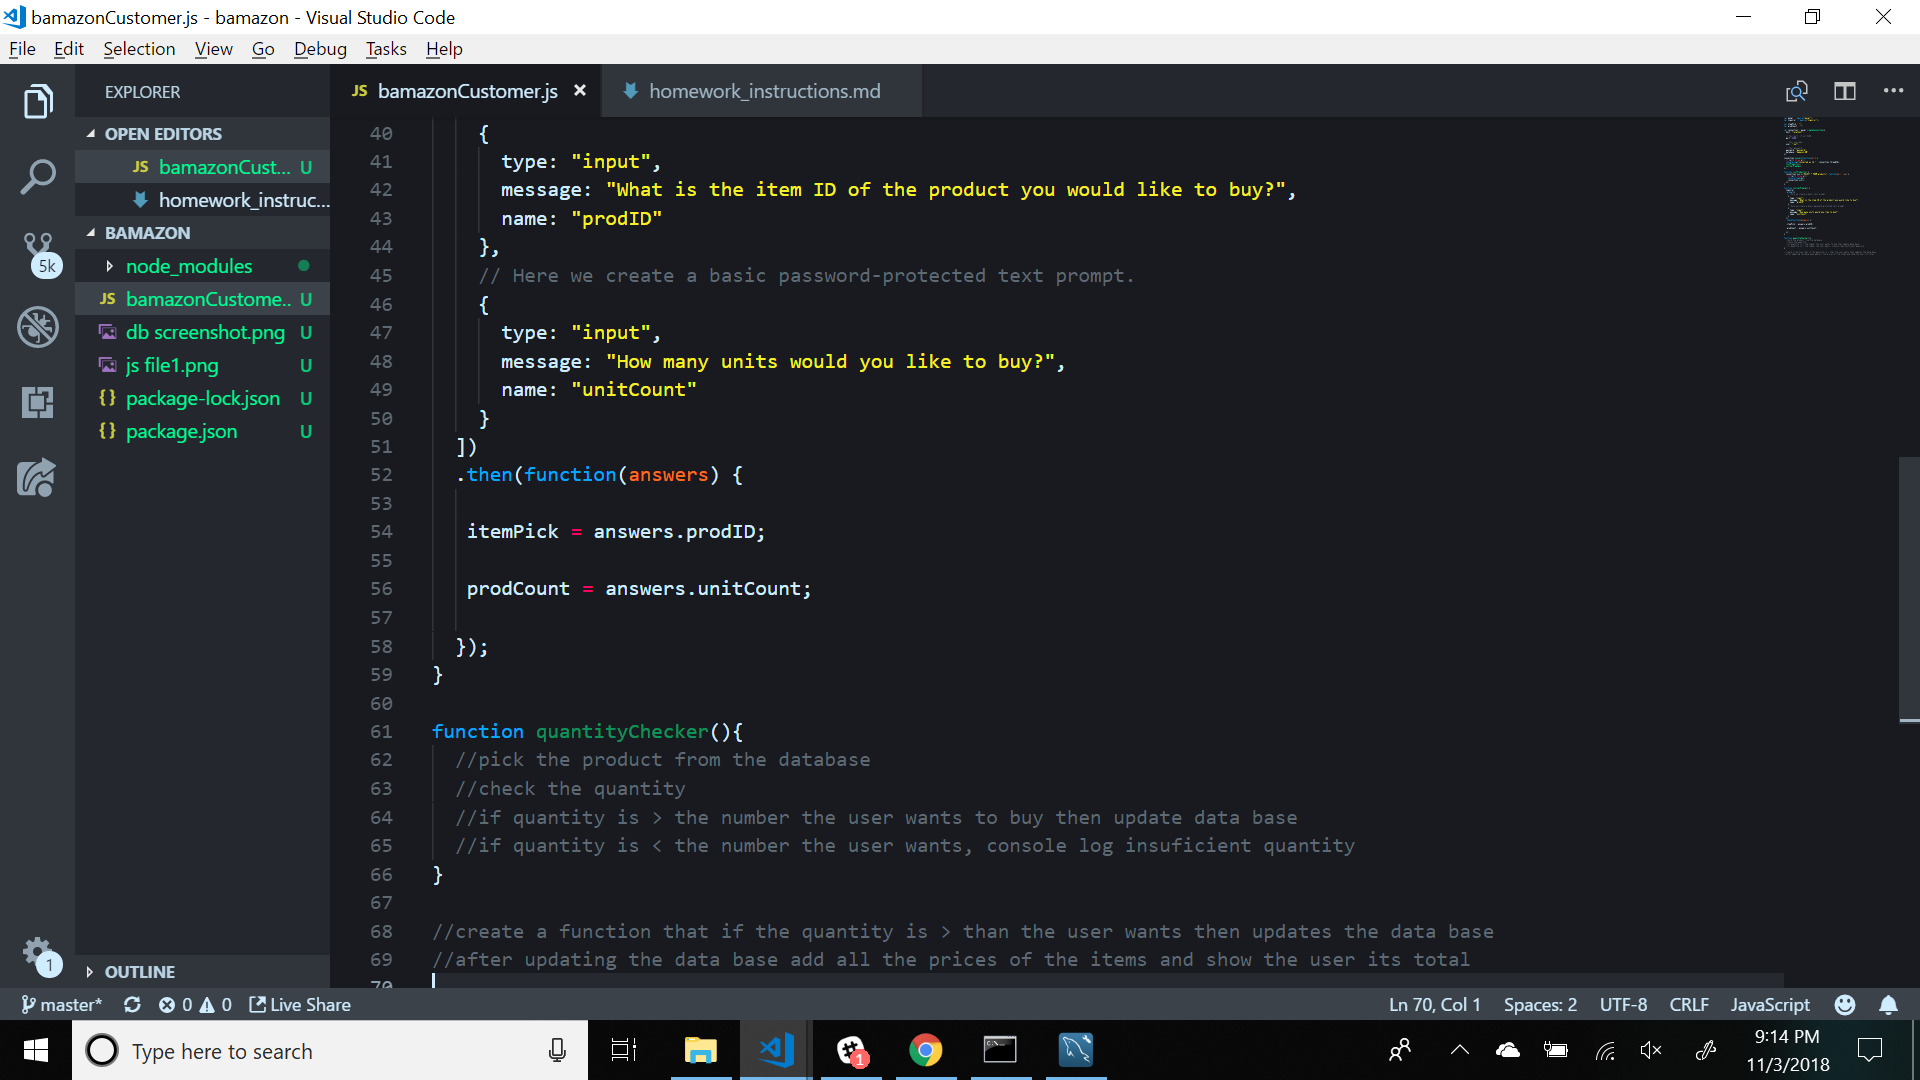 bamazonCustomer.js - bamazon - Visual Studio Code
File Edit Selection View Go Debug Tasks Help
EXPLORER
OPEN EDITORS
JS bamazonCust... U
homework_instruc...
BAMAZON
node_modules
JS bamazonCustome.. U
db screenshot.png U
js file1.png U
{} package-lock.json U
{} package.json U
OUTLINE
5k
1
JS bamazonCustomer.js ×
homework_instructions.md
40 {
41 type: "input",
42 message: "What is the item ID of the product you would like to buy?",
43 name: "prodID"
44 },
45 // Here we create a basic password-protected text prompt.
46 {
47 type: "input",
48 message: "How many units would you like to buy?",
49 name: "unitCount"
50 }
51 ])
52 .then(function(answers) {
53
54 itemPick = answers.prodID;
55
56 prodCount = answers.unitCount;
57
58 });
59 }
60
61 function quantityChecker(){
62 //pick the product from the database
63 //check the quantity
64 //if quantity is > the number the user wants to buy then update data base
65 //if quantity is < the number the user wants, console log insuficient quantity
66 }
67
68 //create a function that if the quantity is > than the user wants then updates the data base
69 //after updating the data base add all the prices of the items and show the user its total
70
master* 0 0 Live Share
Ln 70, Col 1 Spaces: 2 UTF-8 CRLF JavaScript
Type here to search
1
9:14 PM
11/3/2018